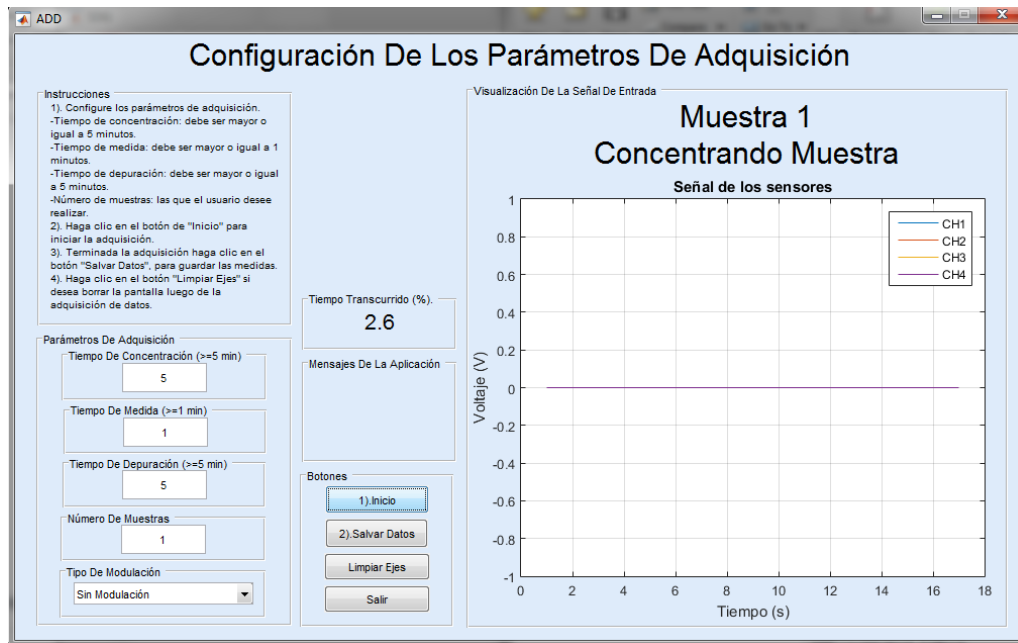 ADD
Configuración De Los Parámetros De Adquisición
Instrucciones
1). Configure los parámetros de adquisición.
-Tiempo de concentración: debe ser mayor o
igual a 5 minutos.
-Tiempo de medida: debe ser mayor o igual a 1
minutos.
-Tiempo de depuración: debe ser mayor o igual
a 5 minutos.
-Número de muestras: las que el usuario desee
realizar.
2). Haga clic en el botón de "Inicio" para
iniciar la adquisición.
3). Terminada la adquisición haga clic en el
botón "Salvar Datos", para guardar las medidas.
4). Haga clic en el botón "Limpiar Ejes" si
desea borrar la pantalla luego de la
adquisición de datos.
Parámetros De Adquisición
Tiempo De Concentración (>=5 min)
5
Tiempo De Medida (>=1 min)
1
Tiempo De Depuración (>=5 min)
5
Número De Muestras
1
Tipo De Modulación
Sin Modulación
Tiempo Transcurrido (%).
2.6
Mensajes De La Aplicación
Botones
1).Inicio
2).Salvar Datos
Limpiar Ejes
Salir
Visualización De La Señal De Entrada
Muestra 1
Concentrando Muestra
Señal de los sensores
CH1
CH2
CH3
CH4
Voltaje (V)
1
0.8
0.6
0.4
0.2
0
-0.2
-0.4
-0.6
-0.8
-1
0 2 4 6 8 10 12 14 16 18
Tiempo (s)